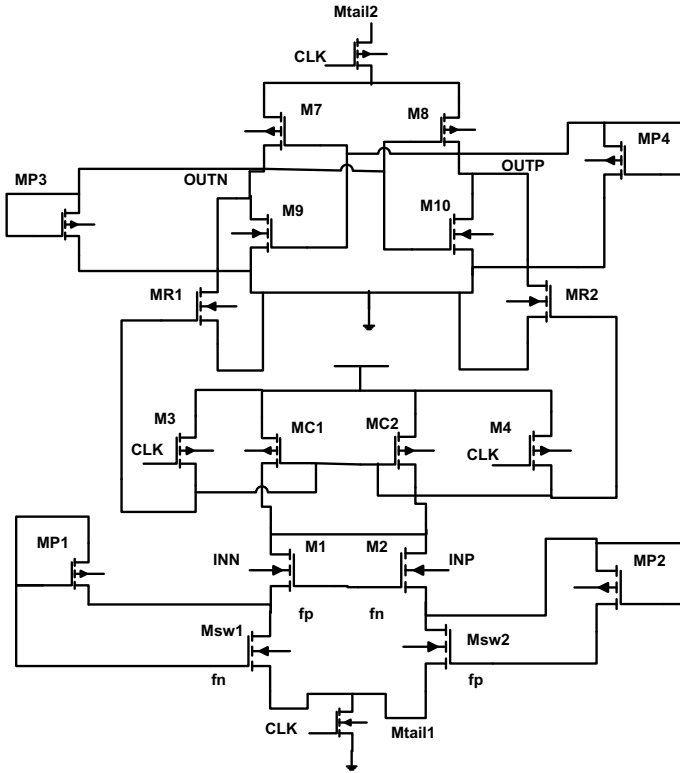 Mtail2
CLK
M7
M8
MP4
OUTN
OUTP
MP3
M9
M10
MR1
MR2
M3
MC1
MC2
M4
CLK
CLK
MP1
M1
M2
INN
INP
MP2
fp
fn
Msw1
Msw2
fn
fp
CLK
Mtail1